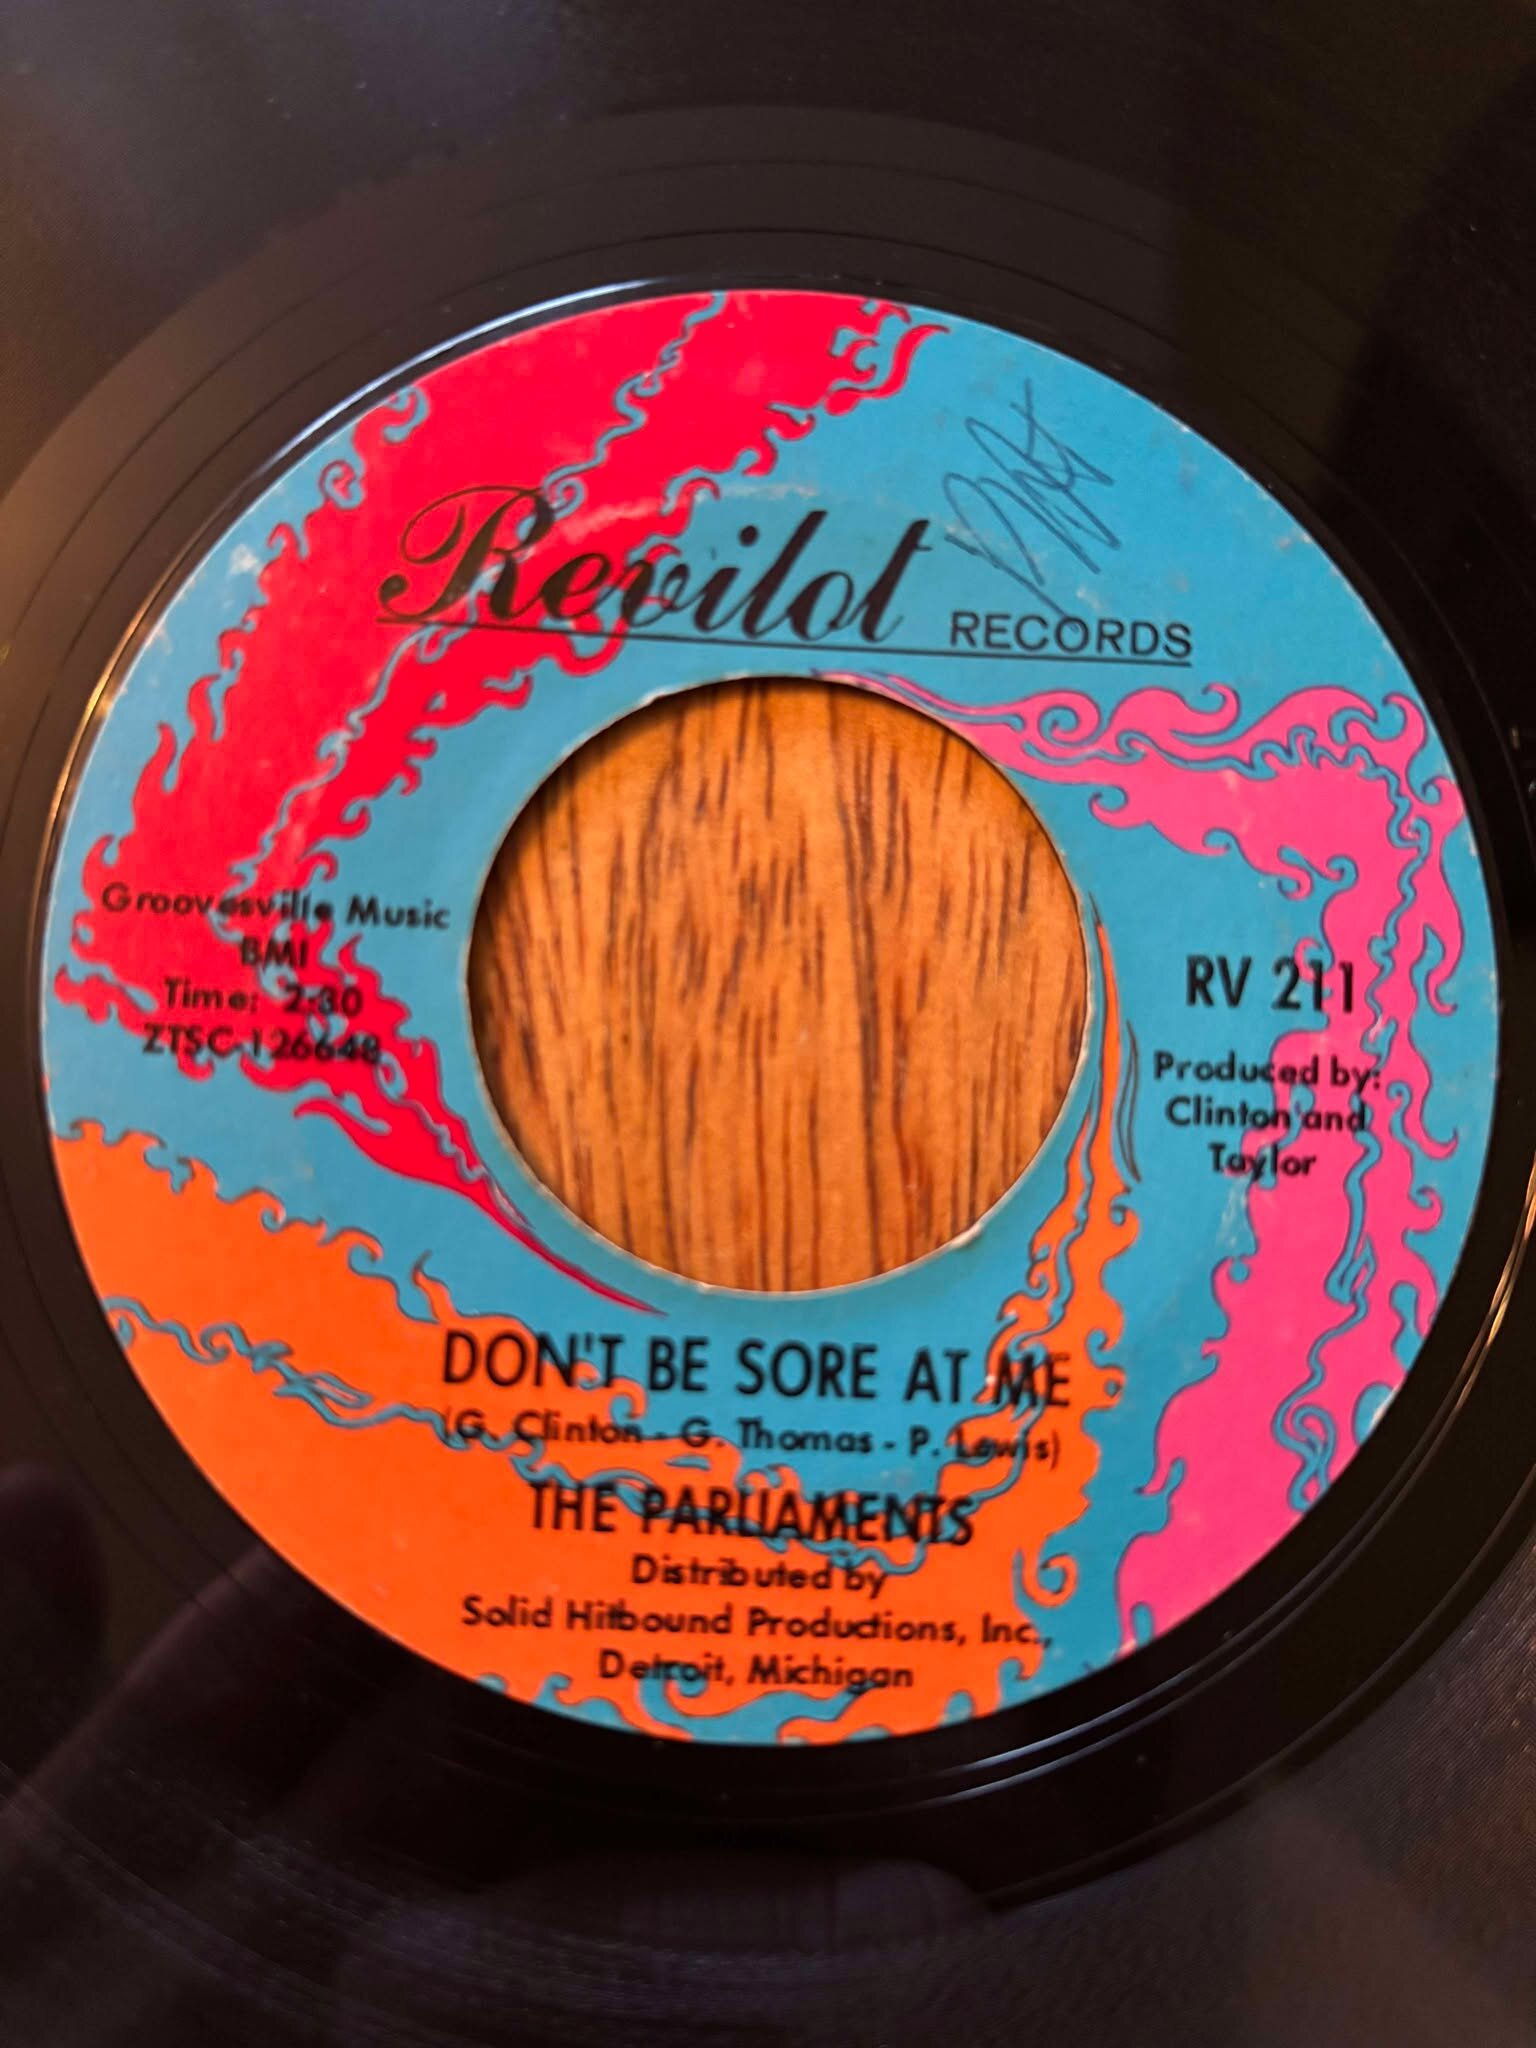 Revilot RECORDS
Groovesville Music
BMI
Time: 2:30
ZTSC-126648
RV 211
Produced by:
Clinton and
Taylor
DON'T BE SORE AT ME
(G. Clinton - G. Thomas - P. Lewis)
THE PARLIAMENTS
Distributed by
Solid Hitbound Productions, Inc.,
Detroit, Michigan